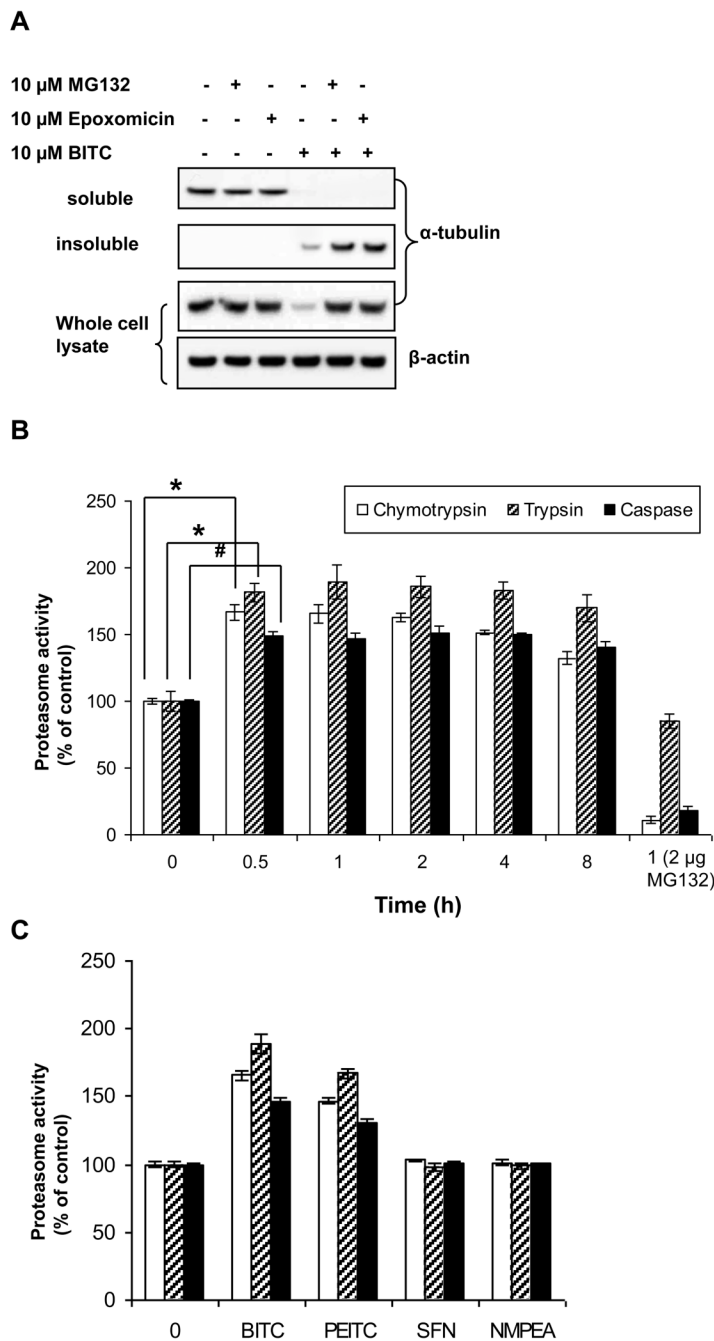 A
10 µM MG132 - + - - + -
10 µM Epoxomicin - - + - - +
10 µM BITC - - - + + +
soluble
insoluble
α-tubulin
Whole cell
lysate
β-actin
B
250
200
150
100
50
0
Proteasome activity
(% of control)
* * #
Chymotrypsin Trypsin Caspase
0 0.5 1 2 4 8 1 (2 µg
MG132)
Time (h)
C
250
200
150
100
50
0
Proteasome activity
(% of control)
0 BITC PEITC SFN NMPEA